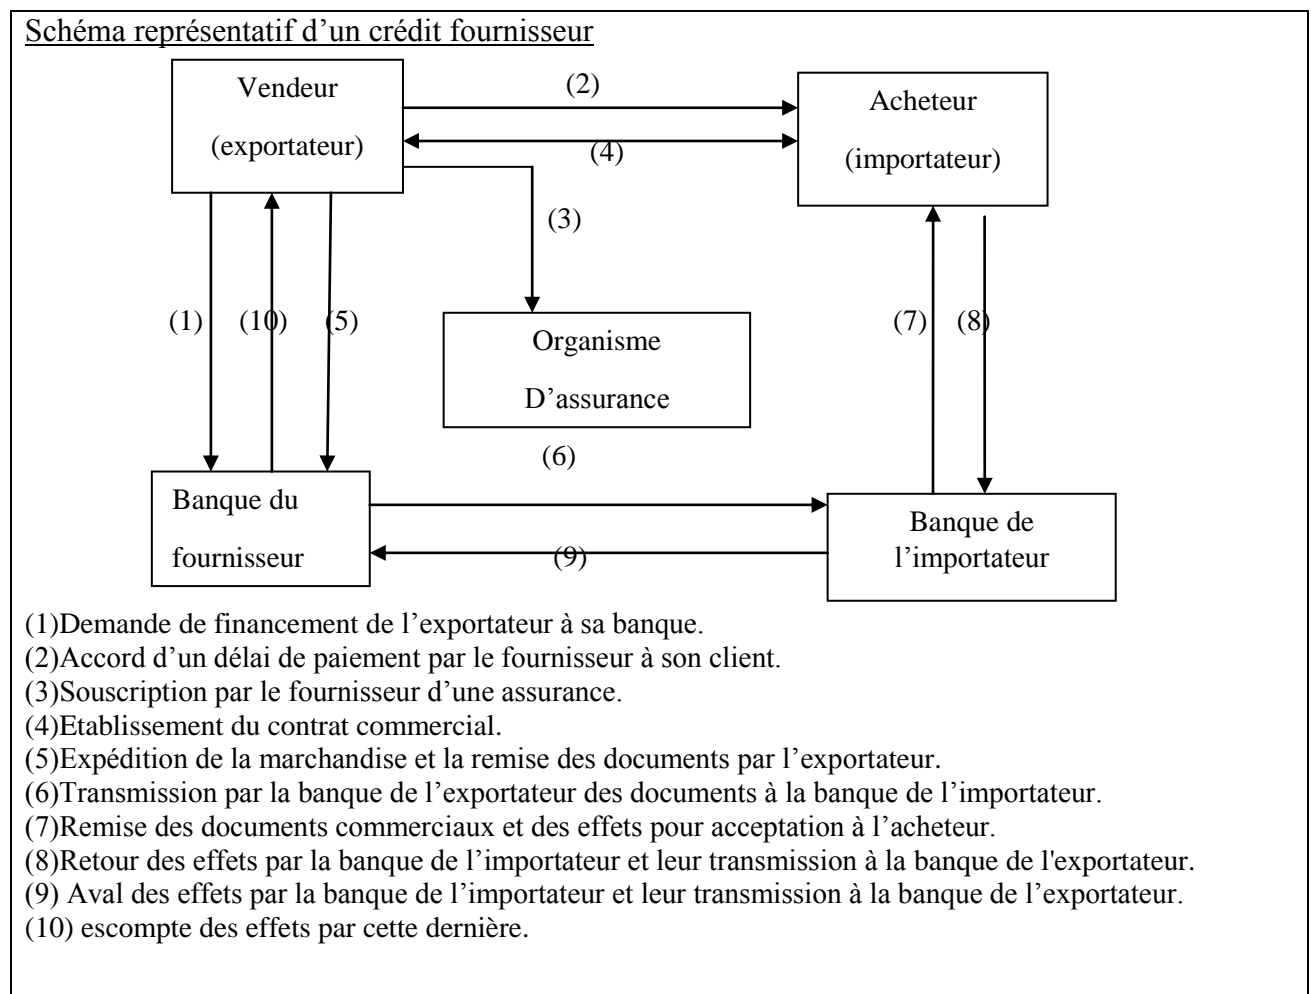 Schéma représentatif d’un crédit fournisseur
Vendeur
(exportateur)
(2)
(4)
Acheteur
(importateur)
(3)
(1)
(10)
(5)
Organisme
D’assurance
(7)
(8)
(6)
Banque du
fournisseur
(9)
Banque de
l’importateur
(1)Demande de financement de l’exportateur à sa banque.
(2)Accord d’un délai de paiement par le fournisseur à son client.
(3)Souscription par le fournisseur d’une assurance.
(4)Etablissement du contrat commercial.
(5)Expédition de la marchandise et la remise des documents par l’exportateur.
(6)Transmission par la banque de l’exportateur des documents à la banque de l’importateur.
(7)Remise des documents commerciaux et des effets pour acceptation à l’acheteur.
(8)Retour des effets par la banque de l’importateur et leur transmission à la banque de l'exportateur.
(9) Aval des effets par la banque de l’importateur et leur transmission à la banque de l’exportateur.
(10) escompte des effets par cette dernière.